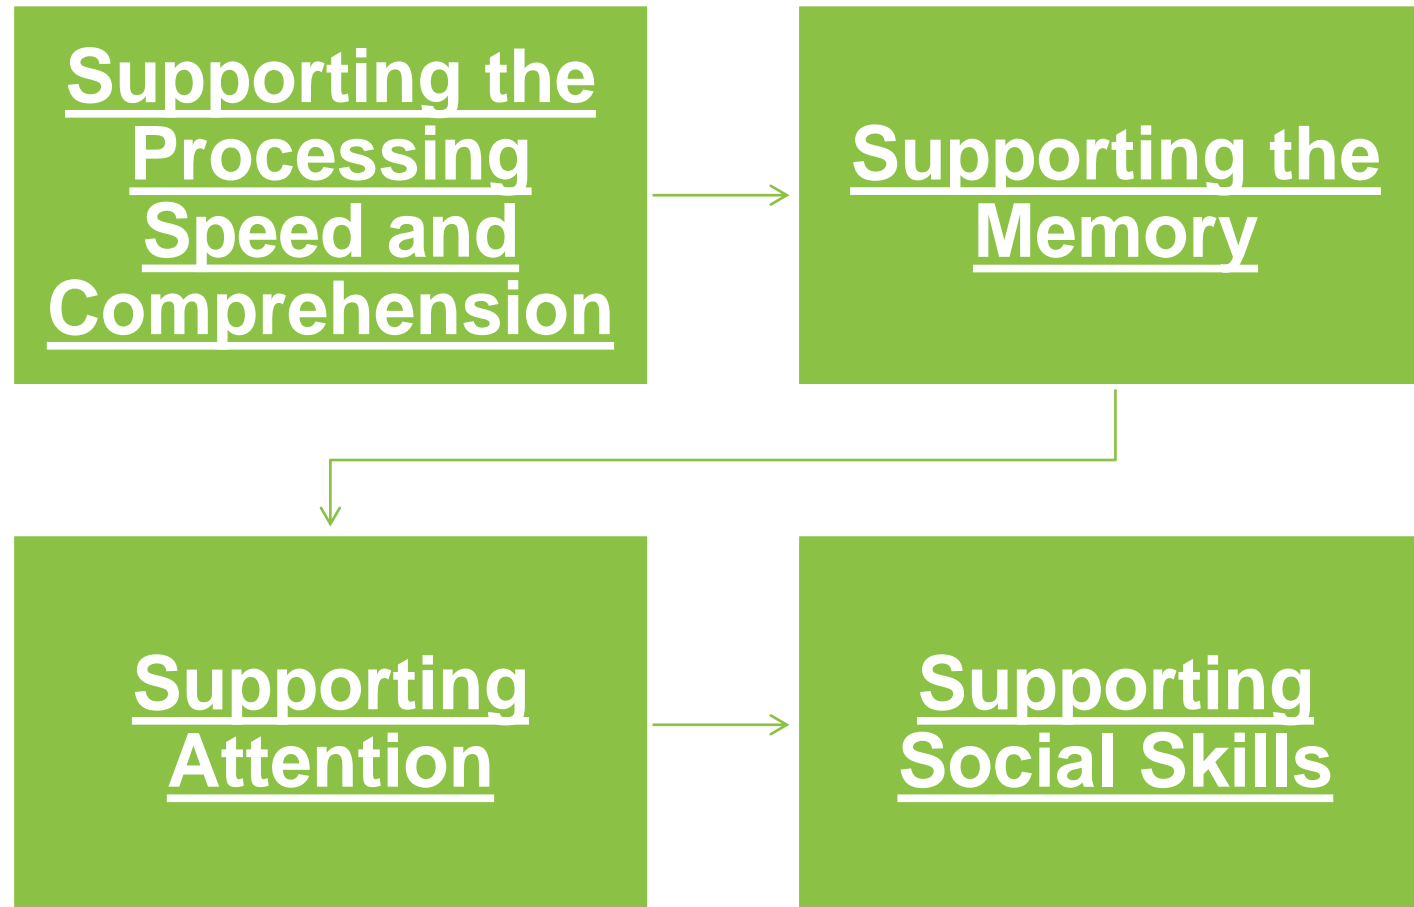 Supporting the
Processing
Speed and
Comprehension
Supporting the
Memory
Supporting
Attention
Supporting
Social Skills